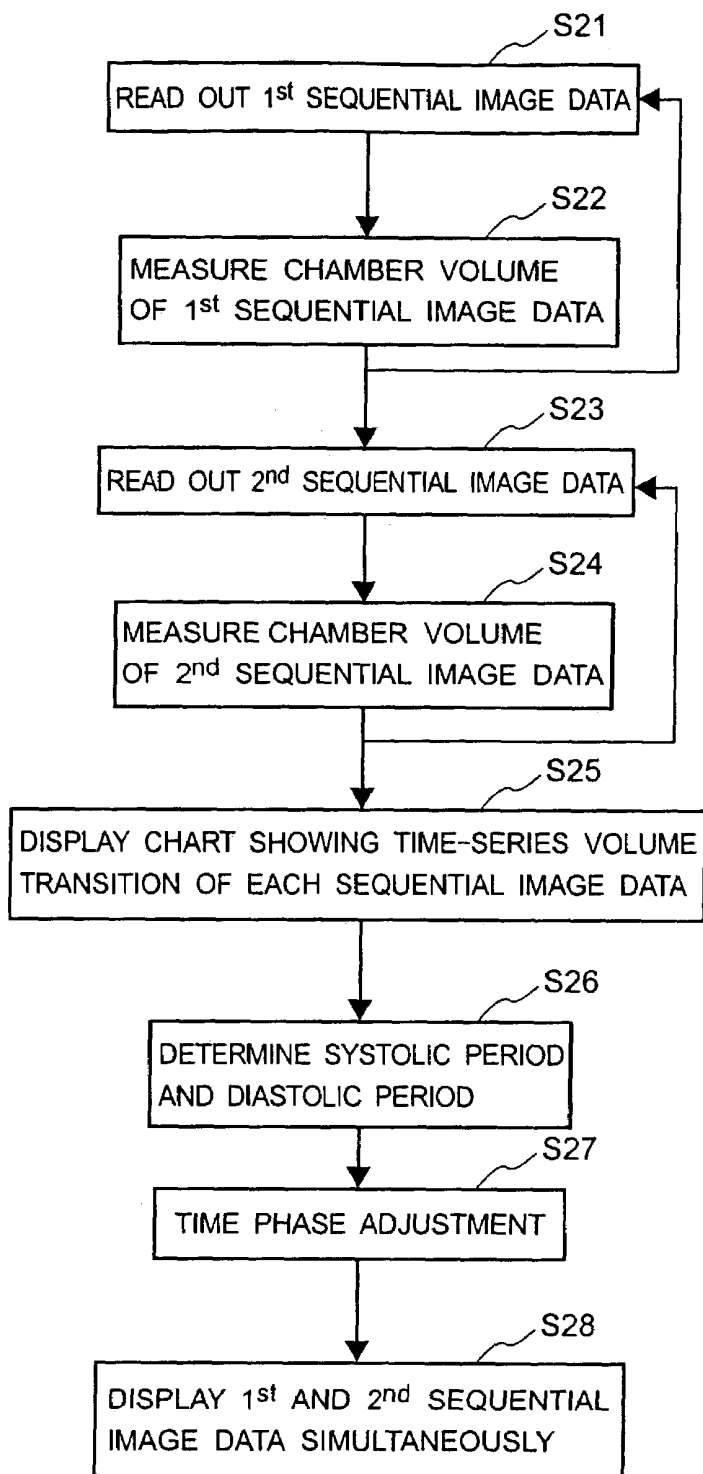 S21
READ OUT 1st SEQUENTIAL IMAGE DATA
S22
MEASURE CHAMBER VOLUME
OF 1st SEQUENTIAL IMAGE DATA
S23
READ OUT 2nd SEQUENTIAL IMAGE DATA
S24
MEASURE CHAMBER VOLUME
OF 2nd SEQUENTIAL IMAGE DATA
S25
DISPLAY CHART SHOWING TIME-SERIES VOLUME
TRANSITION OF EACH SEQUENTIAL IMAGE DATA
S26
DETERMINE SYSTOLIC PERIOD
AND DIASTOLIC PERIOD
S27
TIME PHASE ADJUSTMENT
S28
DISPLAY 1st AND 2nd SEQUENTIAL
IMAGE DATA SIMULTANEOUSLY